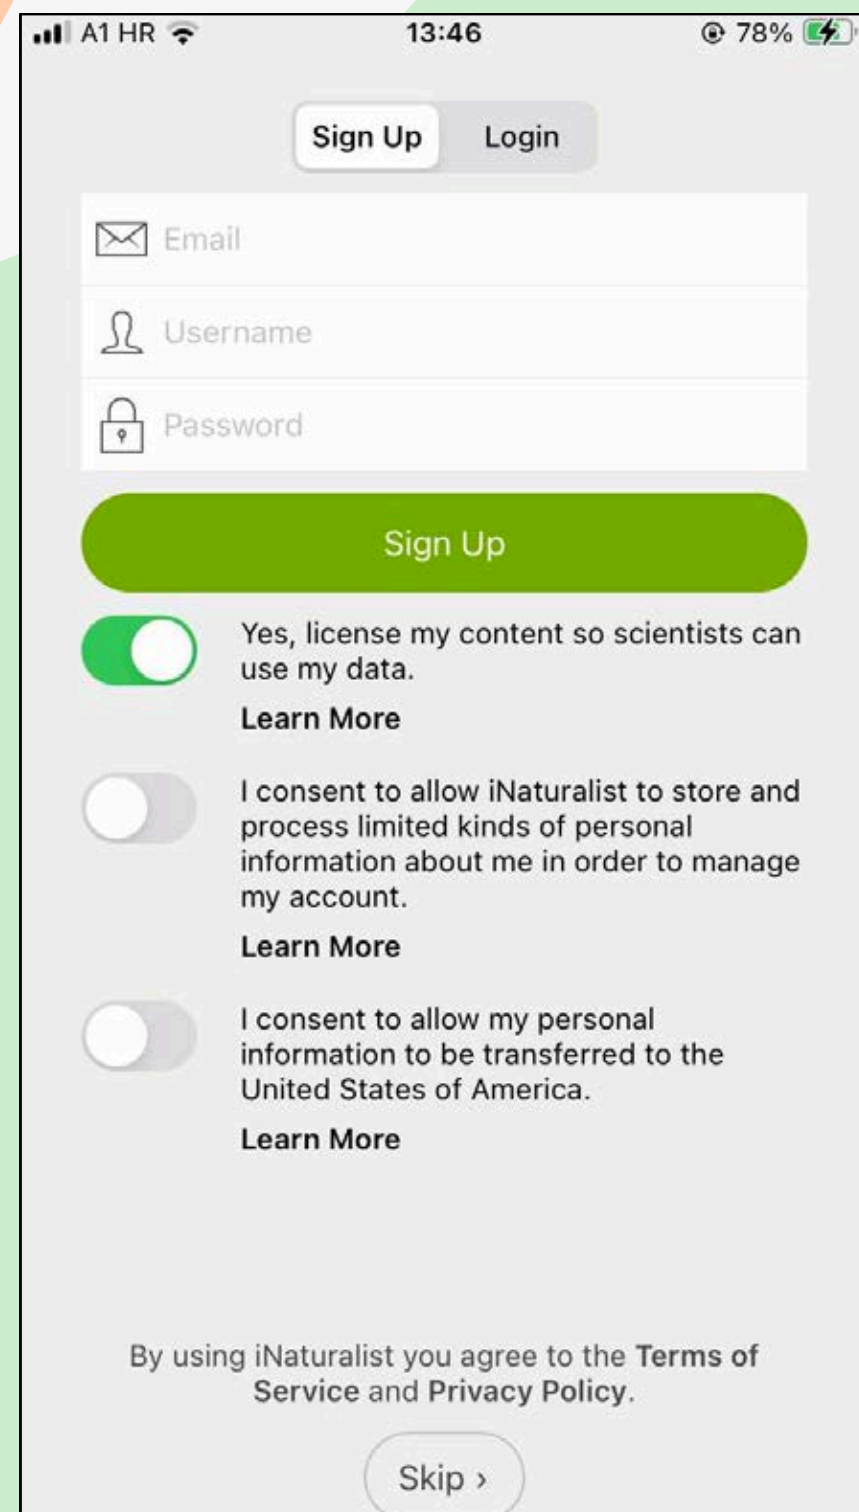 A1 HR 13:46 78%
Sign Up Login
Email
Username
Password
Sign Up
Yes, license my content so scientists can
use my data.
Learn More
I consent to allow iNaturalist to store and
process limited kinds of personal
information about me in order to manage
my account.
Learn More
I consent to allow my personal
information to be transferred to the
United States of America.
Learn More
By using iNaturalist you agree to the Terms of
Service and Privacy Policy.
Skip ›